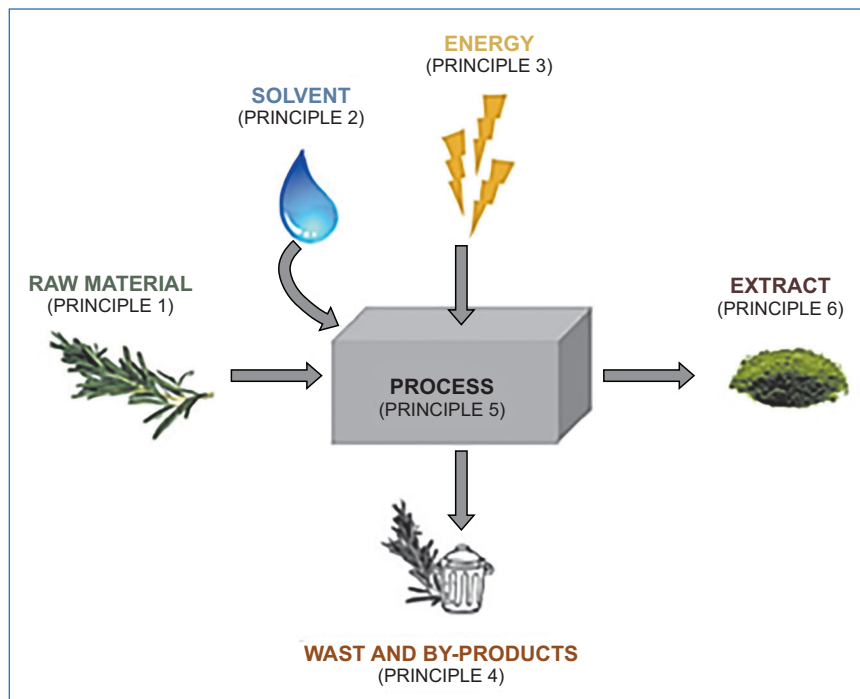 ENERGY
(PRINCIPLE 3)
SOLVENT
(PRINCIPLE 2)
RAW MATERIAL
(PRINCIPLE 1)
EXTRACT
(PRINCIPLE 6)
PROCESS
(PRINCIPLE 5)
WAST AND BY-PRODUCTS
(PRINCIPLE 4)